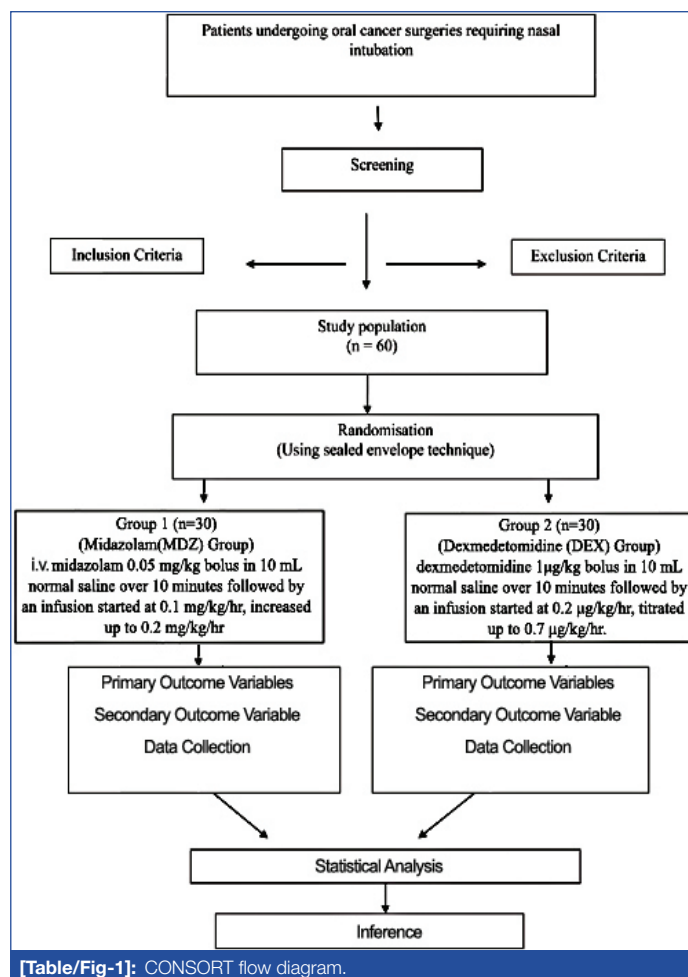 Patients undergoing oral cancer surgeries requiring nasal
intubation
Screening
Inclusion Criteria
Exclusion Criteria
Study population
(n = 60)
Randomisation
(Using sealed envelope technique)
Group 1 (n=30)
(Midazolam(MDZ) Group)
i.v. midazolam 0.05 mg/kg bolus in 10 mL
normal saline over 10 minutes followed by
an infusion started at 0.1 mg/kg/hr, increased
up to 0.2 mg/kg/hr
Group 2 (n=30)
(Dexmedetomidine (DEX) Group)
dexmedetomidine 1µg/kg bolus in 10 mL
normal saline over 10 minutes followed by
an infusion started at 0.2 µg/kg/hr, titrated
up to 0.7 µg/kg/hr.
Primary Outcome Variables
Secondary Outcome Variable
Data Collection
Primary Outcome Variables
Secondary Outcome Variable
Data Collection
Statistical Analysis
Inference
[Table/Fig-1]: CONSORT flow diagram.